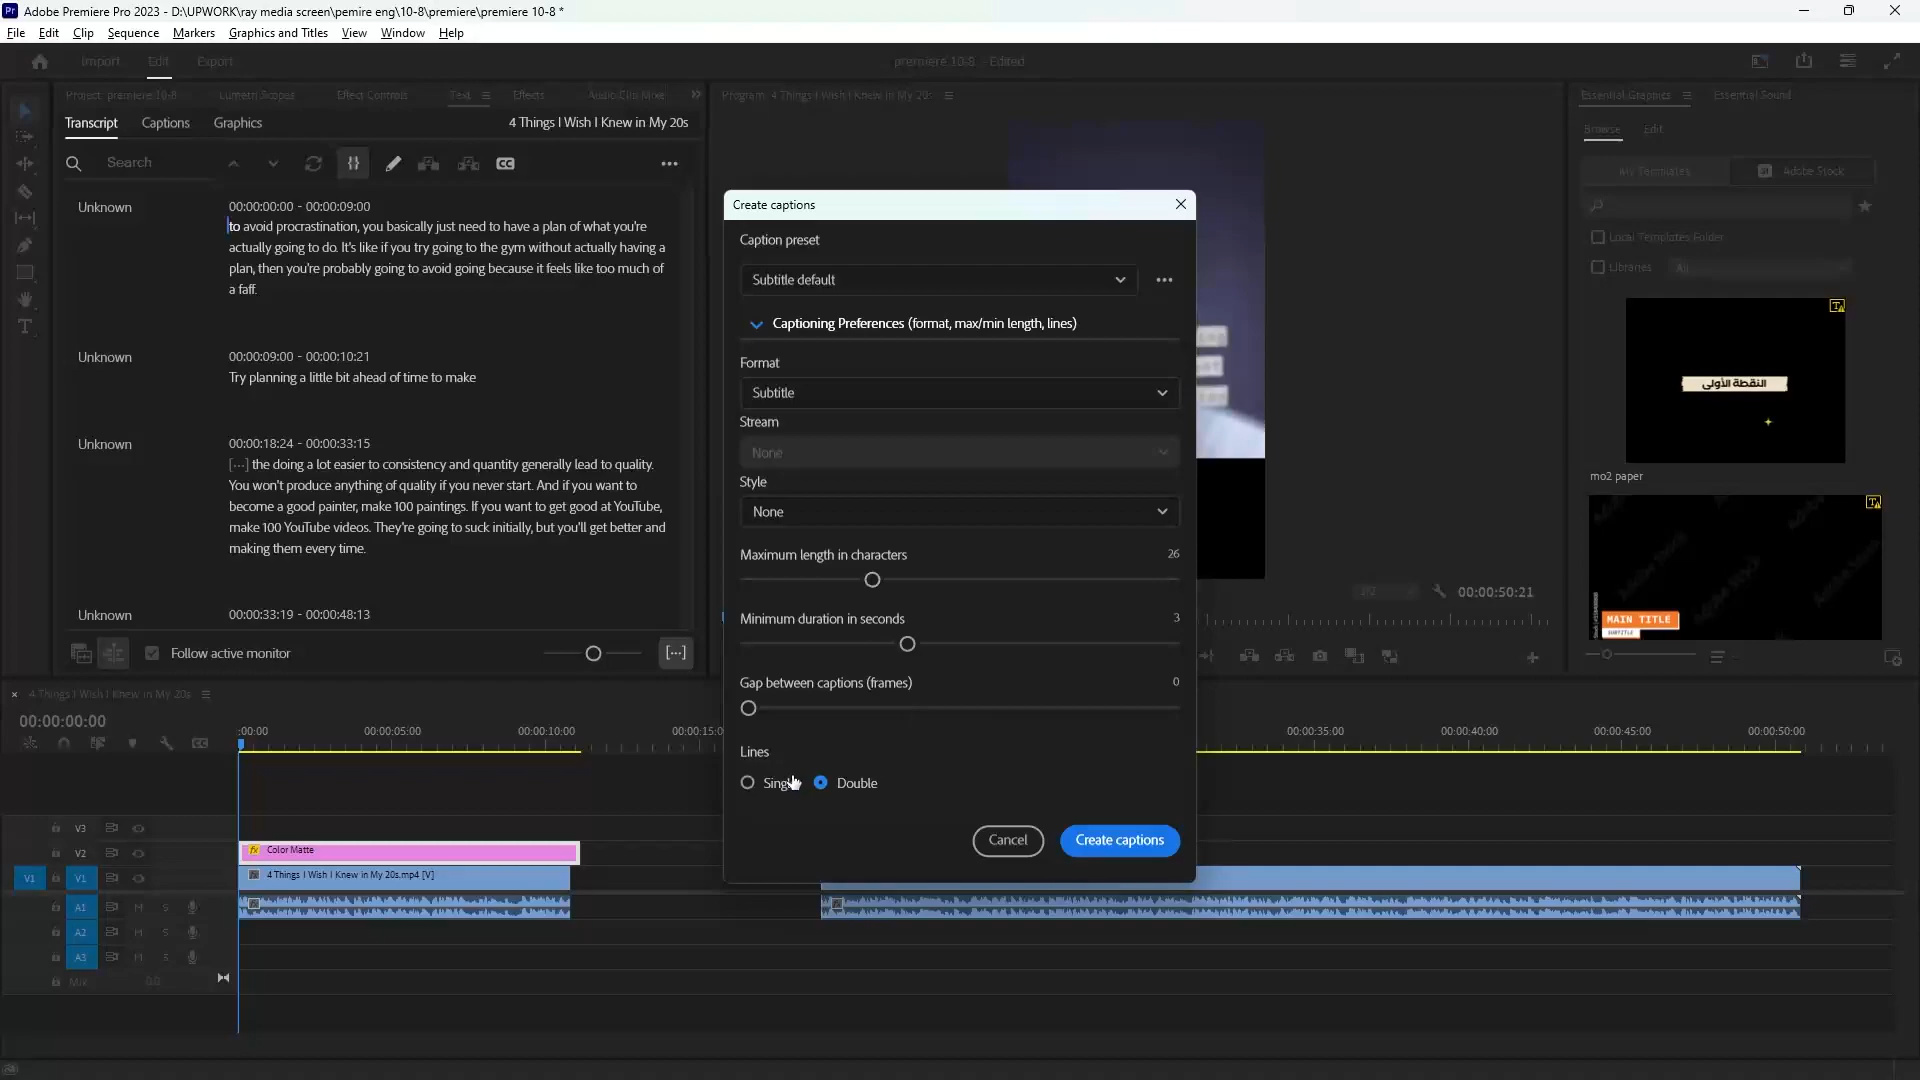 Adobe Premiere Pro 2023 - D:\UPWORK\ray media screen\pemire eng\10-8\premiere\premiere 10-8 *
File Edit Clip Sequence Markers Graphics and Titles View Window Help
Import Edit Export
premiere 10-8 - Edited
Project: premiere 10-8 Lumetri Scopes Effect Controls Text Effects Audio Clip Mixer
Program: 4 Things I Wish I Knew in My 20s
Essential Graphics Essential Sound
Transcript Captions Graphics 4 Things I Wish I Knew in My 20s
Browse Edit
Search
My Templates Adobe Stock
Local Templates Folder
Libraries All
Unknown 00:00:00:00 - 00:00:09:00
to avoid procrastination, you basically just need to have a plan of what you're
actually going to do. It's like if you try going to the gym without actually having a
plan, then you're probably going to avoid going because it feels like too much of
a faff.
Unknown 00:00:09:00 - 00:00:10:21
Try planning a little bit ahead of time to make
Unknown 00:00:18:24 - 00:00:33:15
[...] the doing a lot easier to consistency and quantity generally lead to quality.
You won't produce anything of quality if you never start. And if you want to
become a good painter, make 100 paintings. If you want to get good at YouTube,
make 100 YouTube videos. They're going to suck initially, but you'll get better and
making them every time.
Unknown 00:00:33:19 - 00:00:48:13
Follow active monitor
[...]
Create captions
Caption preset
Subtitle default
Captioning Preferences (format, max/min length, lines)
Format
Subtitle
Stream
None
Style
None
Maximum length in characters 26
Minimum duration in seconds 3
Gap between captions (frames) 0
Lines
Double
Cancel Create captions
1/2 00:00:50:21
النقطة الأولى
mo2 paper
MAIN TITLE
SUBTITLE
4 Things I Wish I Knew in My 20s
00:00:00:00
:00:00 00:00:05:00 00:00:10:00 00:00:15:0 00:00:35:00 00:00:40:00 00:00:45:00 00:00:50:00
V3
V2 Color Matte
V1 V1 4 Things I Wish I Knew in My 20s.mp4 [V]
A1 M S
A2 M S
A3 M S
Mix 0.0